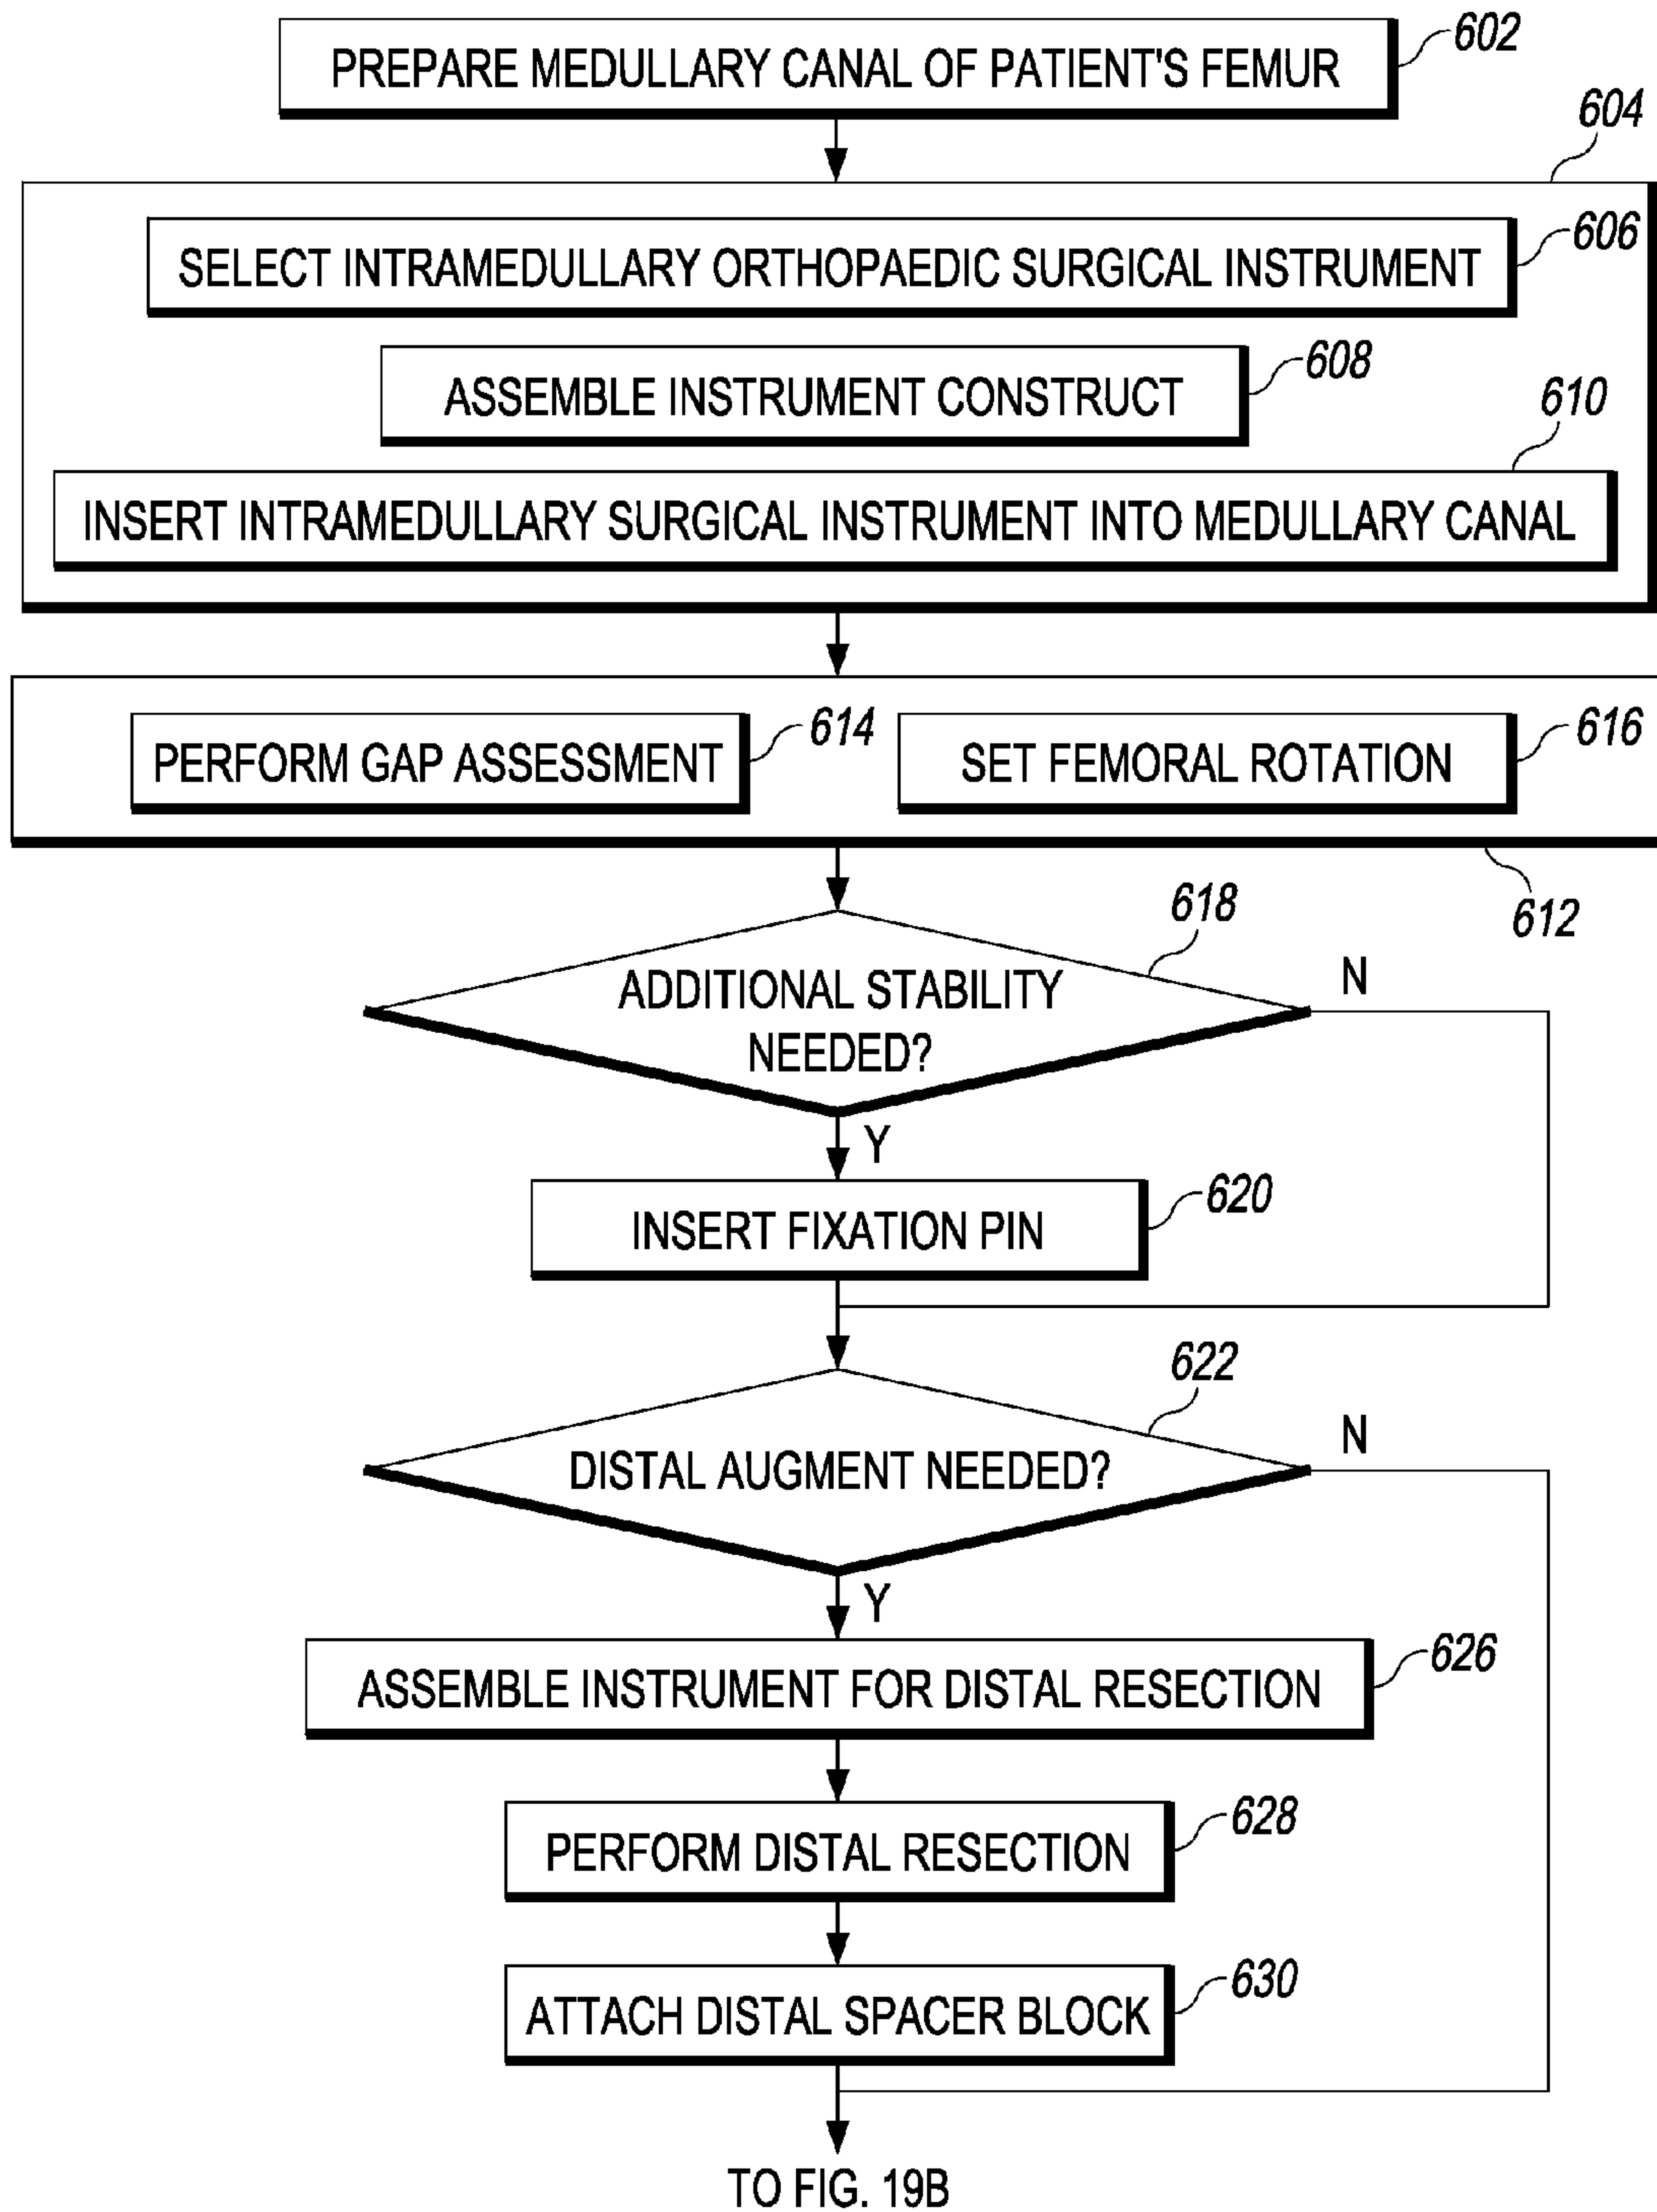 PREPARE MEDULLARY CANAL OF PATIENT'S FEMUR
602
604
SELECT INTRAMEDULLARY ORTHOPAEDIC SURGICAL INSTRUMENT
606
ASSEMBLE INSTRUMENT CONSTRUCT
608
610
INSERT INTRAMEDULLARY SURGICAL INSTRUMENT INTO MEDULLARY CANAL
PERFORM GAP ASSESSMENT
614
SET FEMORAL ROTATION
616
612
618
ADDITIONAL STABILITY
NEEDED?
N
Y
INSERT FIXATION PIN
620
622
DISTAL AUGMENT NEEDED?
N
Y
ASSEMBLE INSTRUMENT FOR DISTAL RESECTION
626
PERFORM DISTAL RESECTION
628
ATTACH DISTAL SPACER BLOCK
630
TO FIG. 19B